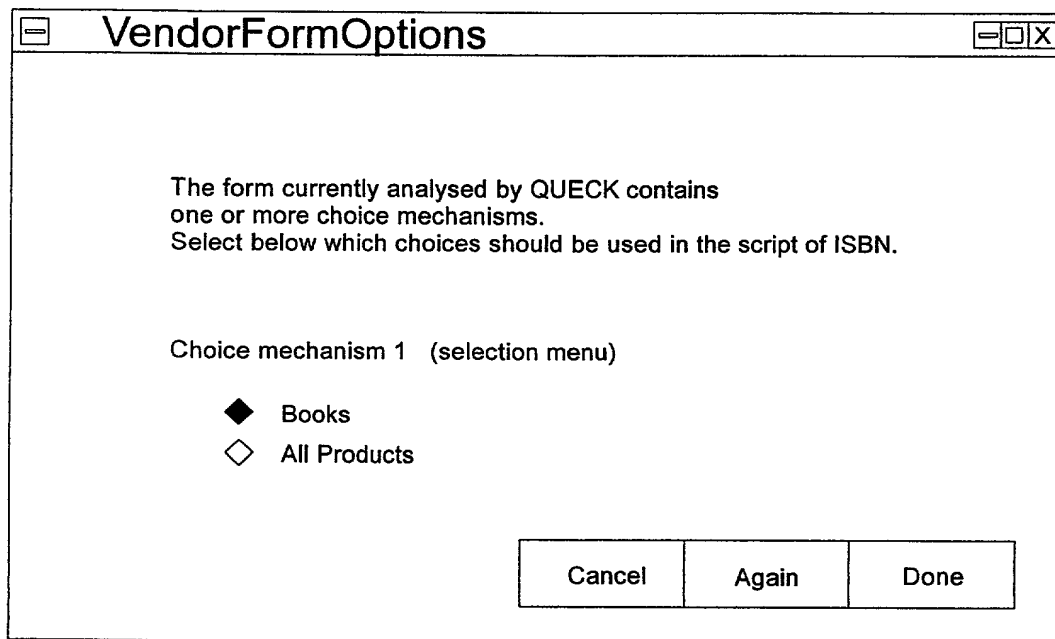 VendorFormOptions
The form currently analysed by QUECK contains
one or more choice mechanisms.
Select below which choices should be used in the script of ISBN.
Choice mechanism 1 (selection menu)
Books
All Products
Cancel Again Done